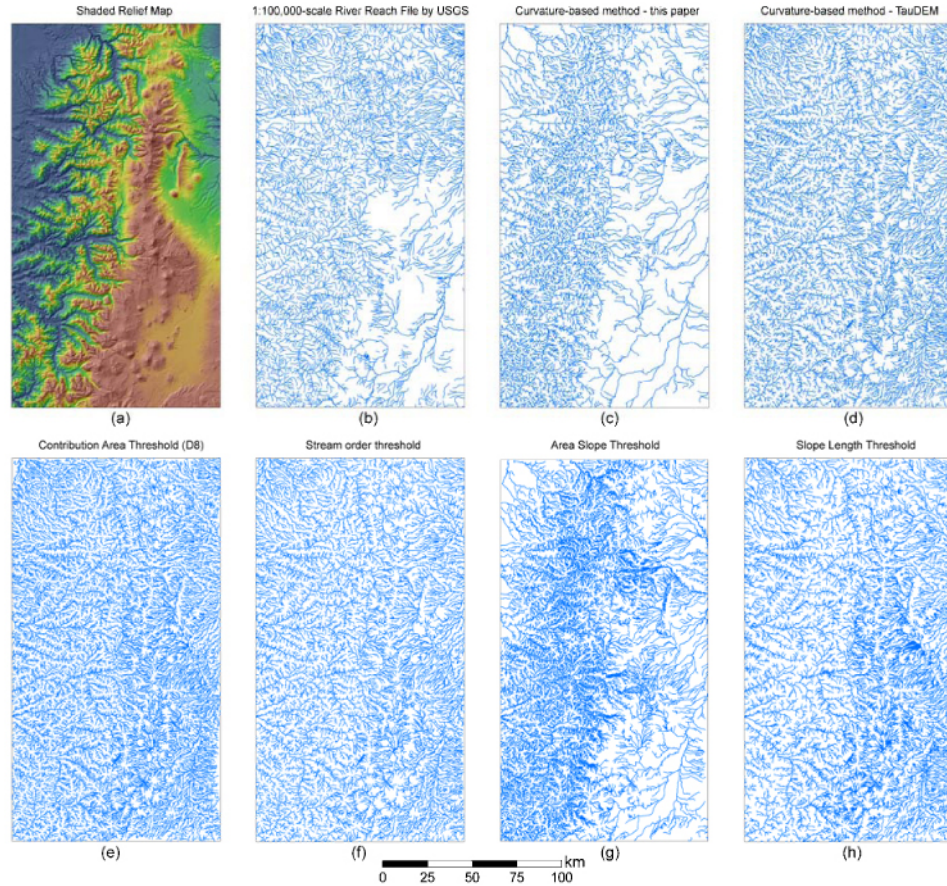 Shaded Relief Map
1:100,000-scale River Reach File by USGS
Curvature-based method - this paper
Curvature-based method - TauDEM
(a)
(b)
(c)
(d)
Contribution Area Threshold (D8)
Stream order threshold
Area Slope Threshold
Slope Length Threshold
(e)
(f)
(g)
(h)
km
0 25 50 75 100